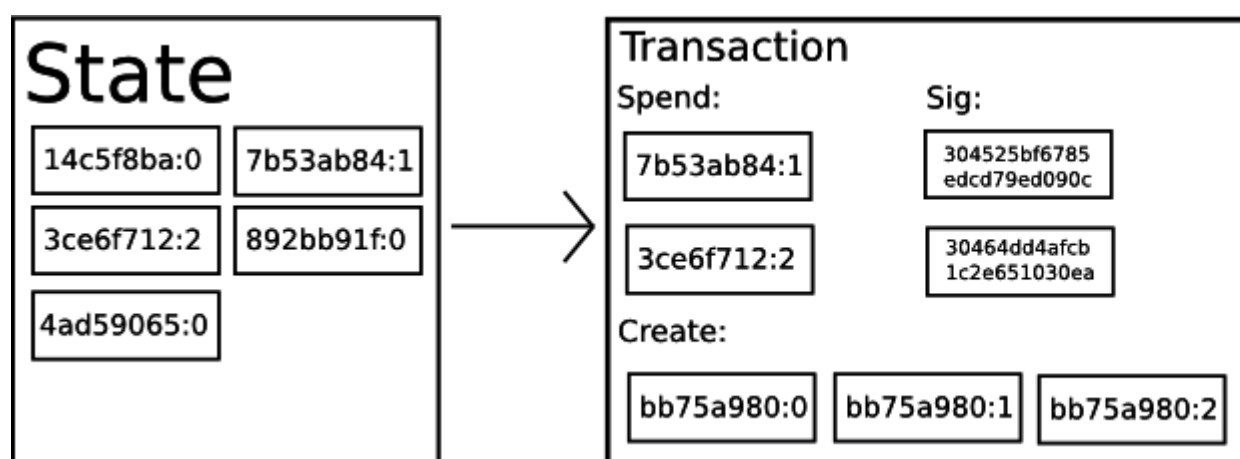 State
14c5f8ba:0 7b53ab84:1
3ce6f712:2 892bb91f:0
4ad59065:0
Transaction
Spend: Sig:
7b53ab84:1
304525bf6785
edcd79ed090c
3ce6f712:2
30464dd4afcb
1c2e651030ea
Create:
bb75a980:0 bb75a980:1 bb75a980:2